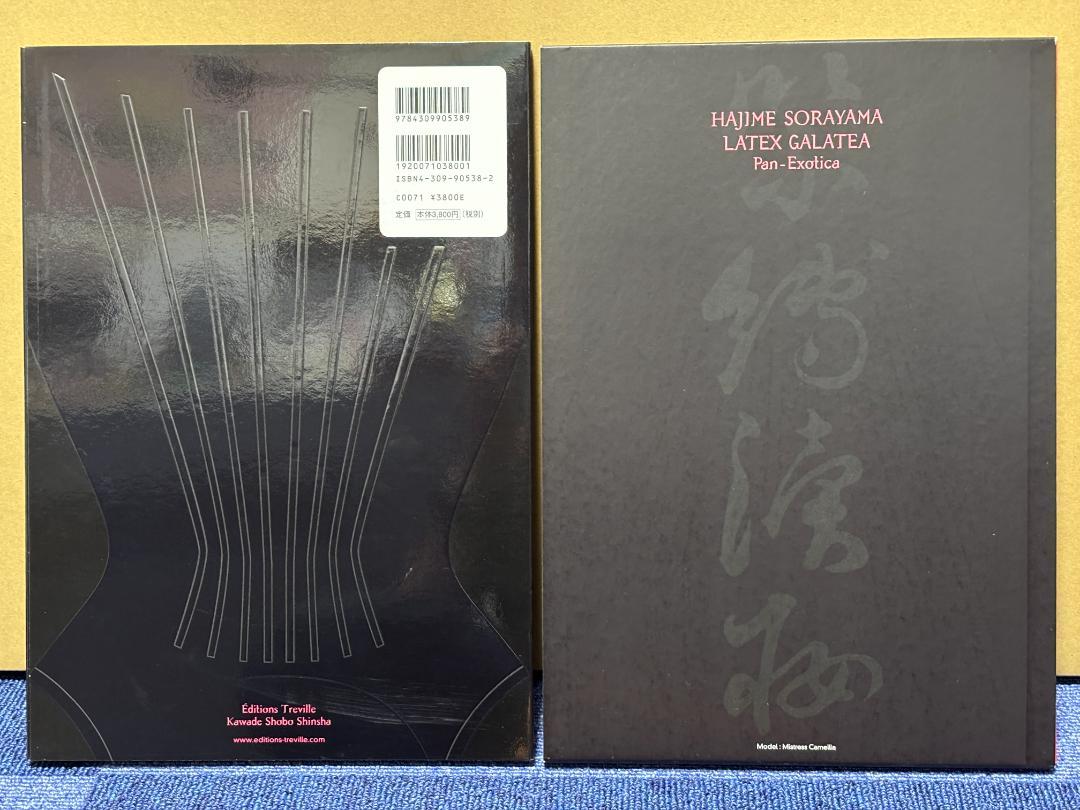 9784309905389
1920071038001
ISBN4-309-90538-2
C0071 ¥3800E
定価 本体3,800円 (税別)
Éditions Treville
Kawade Shobo Shinsha
www.editions-treville.com
HAJIME SORAYAMA
LATEX GALATEA
Pan-Exotica
Model : Mistress Camellia